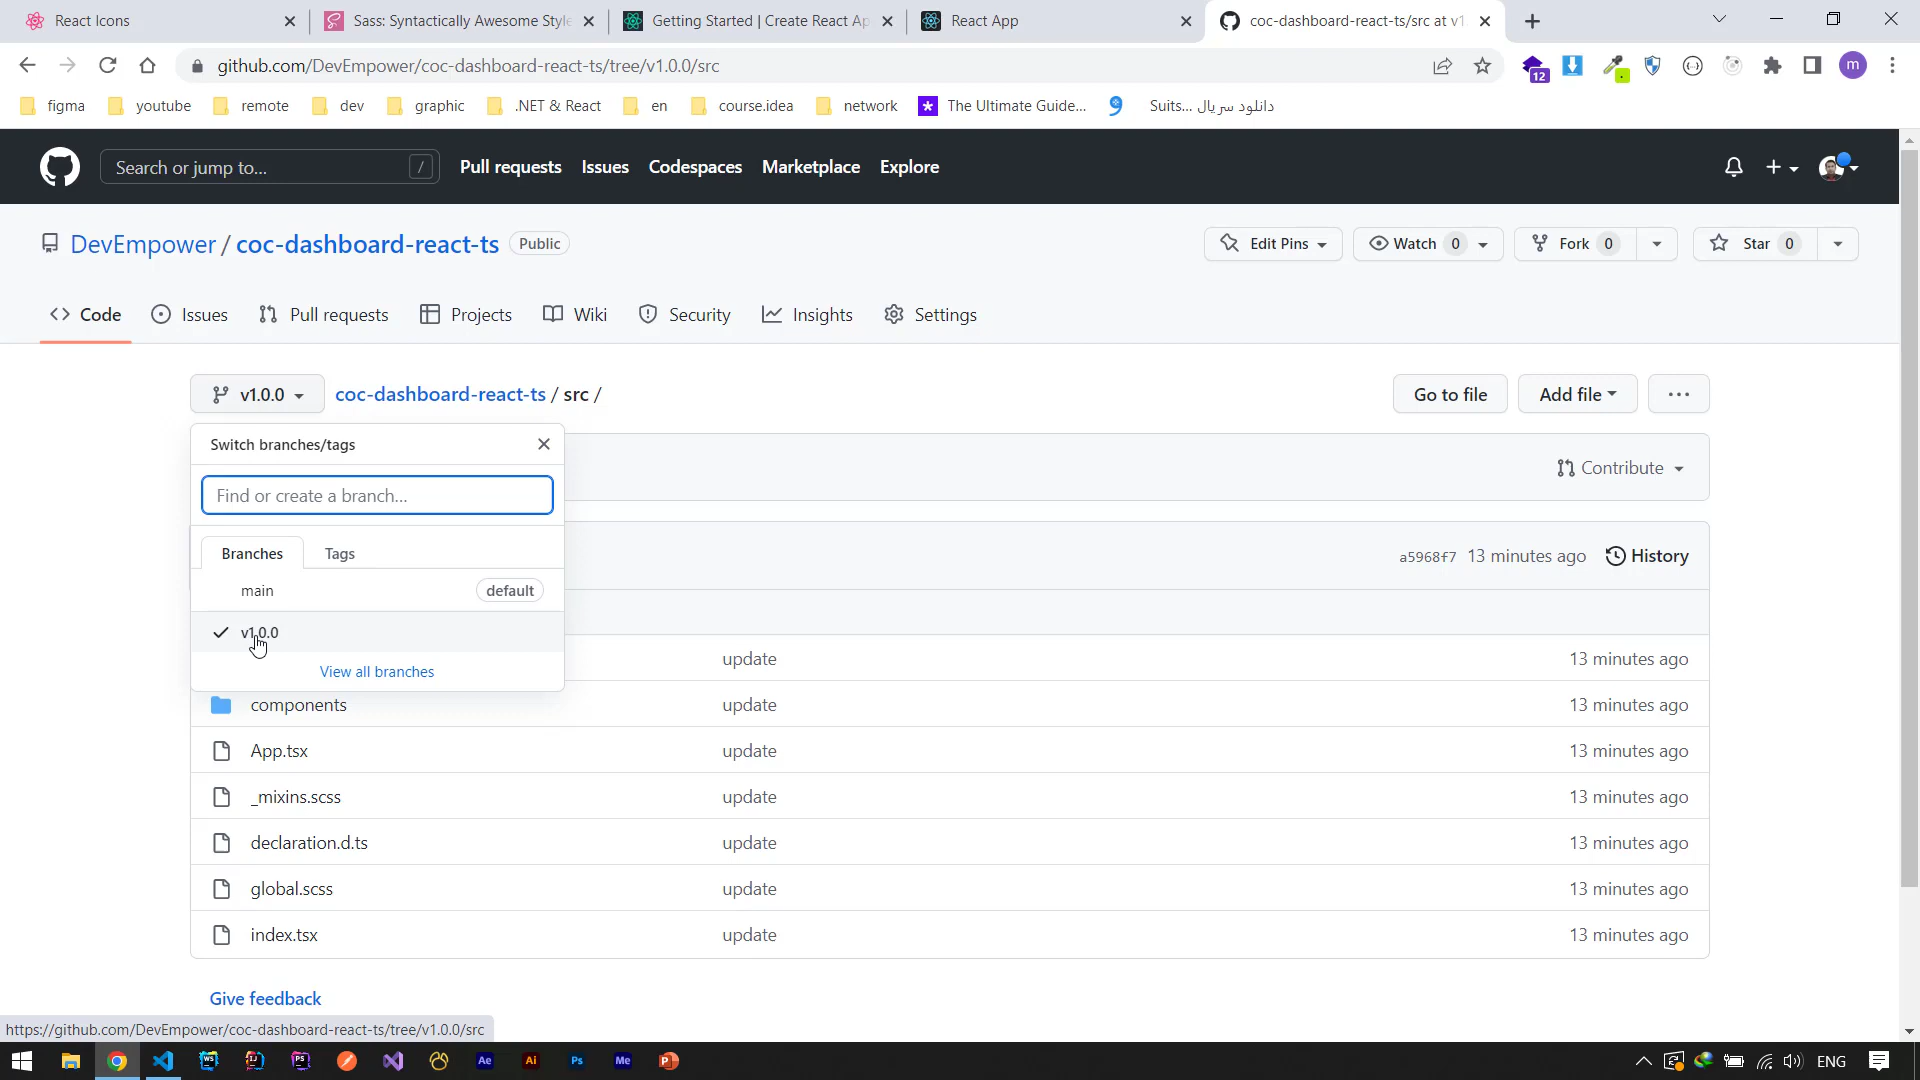 React Icons
Sass: Syntactically Awesome Style
Getting Started | Create React Ap
React App
coc-dashboard-react-ts/src at v1
github.com/DevEmpower/coc-dashboard-react-ts/tree/v1.0.0/src
12
m
figma
youtube
remote
dev
graphic
.NET & React
en
course.idea
network
The Ultimate Guide...
دانلود سریال Suits...
Search or jump to...
/
Pull requests
Issues
Codespaces
Marketplace
Explore
DevEmpower / coc-dashboard-react-ts
Public
Edit Pins
Watch 0
Fork 0
Star 0
Code
Issues
Pull requests
Projects
Wiki
Security
Insights
Settings
v1.0.0
coc-dashboard-react-ts / src /
Go to file
Add file
Switch branches/tags
Find or create a branch...
Contribute
Branches
Tags
a5968f7 13 minutes ago
History
main
default
v1.0.0
View all branches
update
13 minutes ago
components
update
13 minutes ago
App.tsx
update
13 minutes ago
_mixins.scss
update
13 minutes ago
declaration.d.ts
update
13 minutes ago
global.scss
update
13 minutes ago
index.tsx
update
13 minutes ago
Give feedback
https://github.com/DevEmpower/coc-dashboard-react-ts/tree/v1.0.0/src
WS
IJ
PS
Ae
Ai
Ps
Me
P
ENG